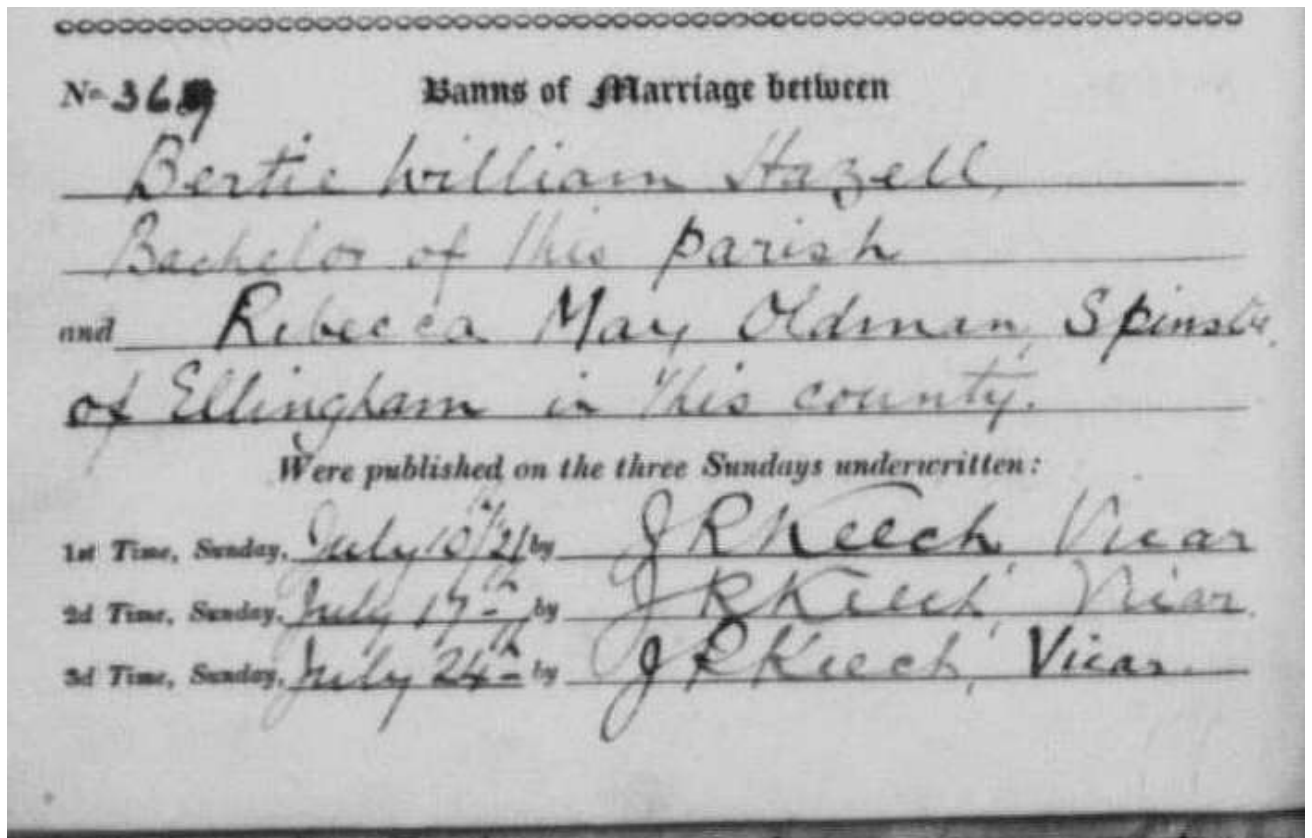 No. 369 Banns of Marriage between
Bertie William Hazell,
Bachelor of this parish
and Rebecca May Oldman, Spinster
of Ellingham in this county.
Were published on the three Sundays underwritten:
1st Time, Sunday, July 10th/21 by J R Keech Vicar
2d Time, Sunday, July 17th by J R Keech, Vicar.
3d Time, Sunday, July 24th by J R Keech, Vicar